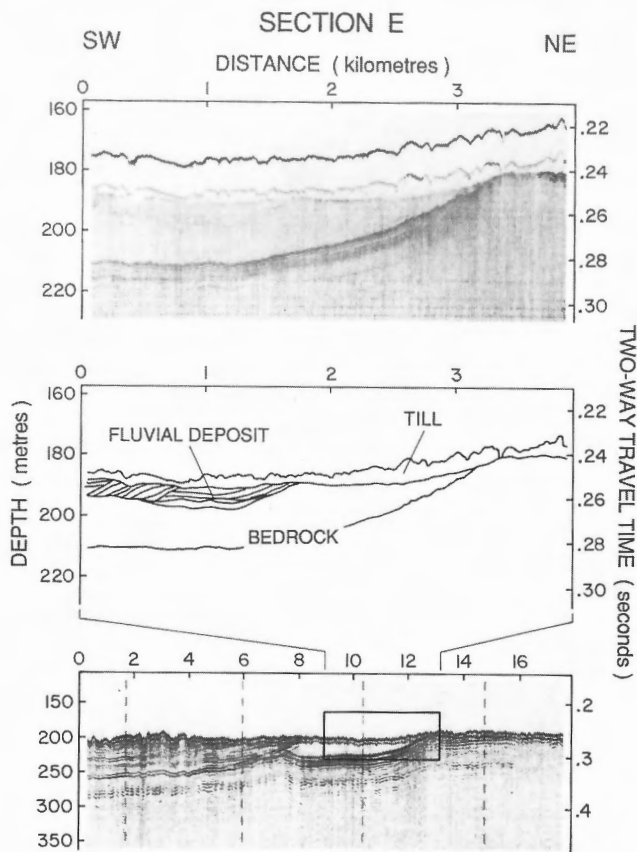 SECTION E
SW
NE
DISTANCE ( kilometres )
0 1 2 3
160
180
200
220
.22
.24
.26
.28
.30
0 1 2 3
160
180
200
220
.22
.24
.26
.28
.30
FLUVIAL DEPOSIT
TILL
BEDROCK
DEPTH ( metres )
TWO-WAY TRAVEL TIME ( seconds )
0 2 4 6 8 10 12 14 16
150
200
250
300
350
.2
.3
.4